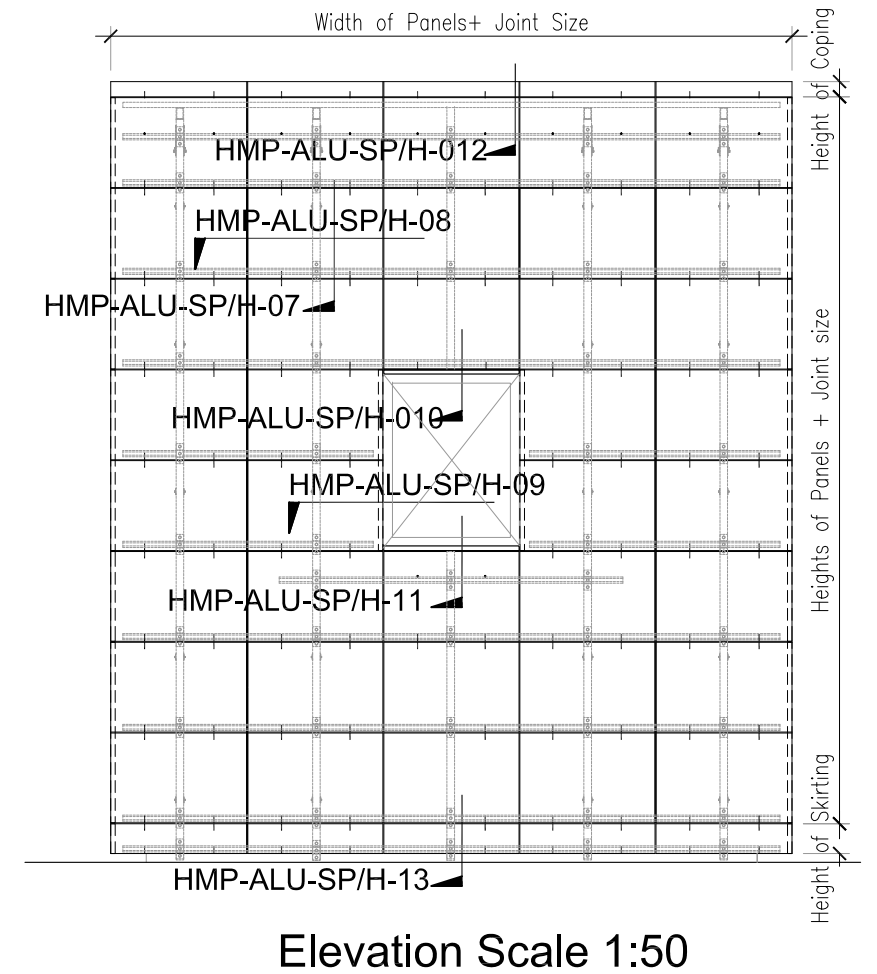 Width of Panels+ Joint Size
Height of Coping
HMP-ALU-SP/H-012
HMP-ALU-SP/H-08
HMP-ALU-SP/H-07
Heights of Panels + Joint size
HMP-ALU-SP/H-010
HMP-ALU-SP/H-09
HMP-ALU-SP/H-11
Height of Skirting
HMP-ALU-SP/H-13
Elevation Scale 1:50